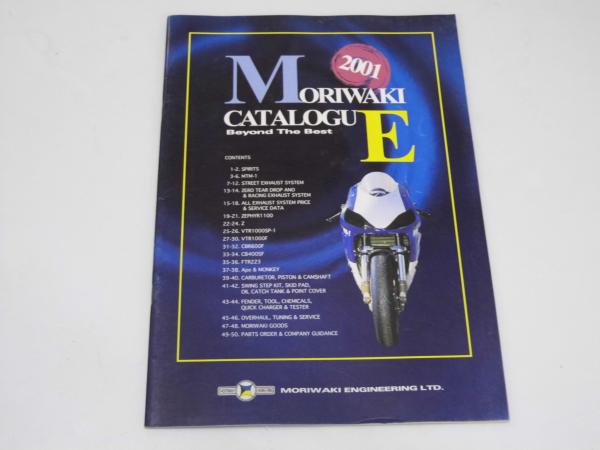 2001
MORIWAKI
CATALOGUE
Beyond The Best
CONTENTS
1-2. SPIRITS
3-6. MTM-1
7-12. STREET EXHAUST SYSTEM
13-14. ZERO TEAR DROP AND
& RACING EXHAUST SYSTEM
15-18. ALL EXHAUST SYSTEM PRICE
& SERVICE DATA
19-21. ZEPHYR1100
22-24. Z
25-26. VTR1000SP-1
27-30. VTR1000F
31-32. CBR600F
33-34. CB400SF
35-36. FTR223
37-38. Ape & MONKEY
39-40. CARBURETOR, PISTON & CAMSHAFT
41-42. SWING STEP KIT, SKID PAD,
OIL CATCH TANK & POINT COVER
43-44. FENDER, TOOL, CHEMICALS,
QUICK CHARGER & TESTER
45-46. OVERHAUL, TUNING & SERVICE
47-48. MORIWAKI GOODS
49-50. PARTS ORDER & COMPANY GUIDANCE
MORIWAKI ENGINEERING LTD.